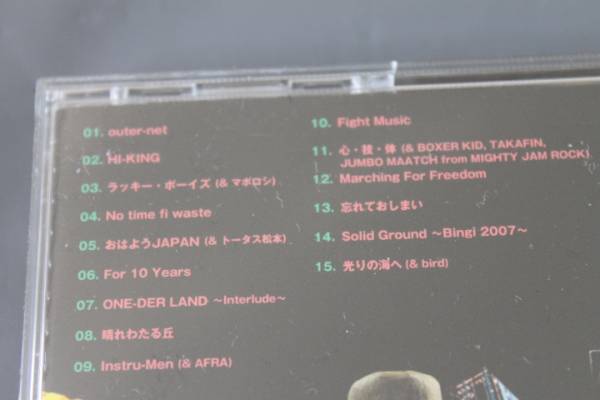 01. outer-net
02. HI-KING
03. ラッキー・ボーイズ (& マボロシ)
04. No time fi waste
05. おはようJAPAN (& トータス松本)
06. For 10 Years
07. ONE-DER LAND ～Interlude～
08. 晴れわたる丘
09. Instru-Men (& AFRA)
10. Fight Music
11. 心・技・体 (& BOXER KID, TAKAFIN,
JUMBO MAATCH from MIGHTY JAM ROCK)
12. Marching For Freedom
13. 忘れておしまい
14. Solid Ground ～Bingi 2007～
15. 光りの海へ (& bird)